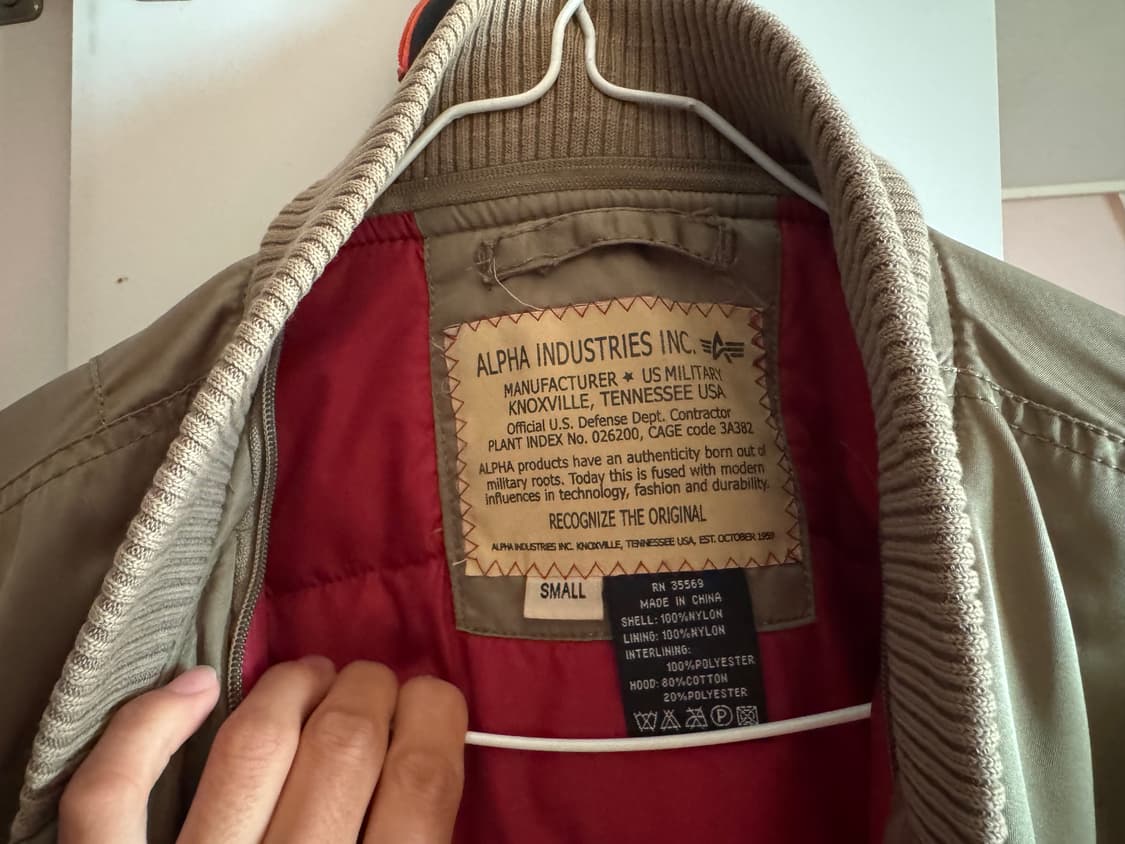 ALPHA INDUSTRIES INC.
MANUFACTURER ★ US MILITARY
KNOXVILLE, TENNESSEE USA
Official U.S. Defense Dept. Contractor
PLANT INDEX No. 026200, CAGE code 3A382
ALPHA products have an authenticity born out of
military roots. Today this is fused with modern
influences in technology, fashion and durability.
RECOGNIZE THE ORIGINAL
ALPHA INDUSTRIES INC. KNOXVILLE, TENNESSEE USA, EST. OCTOBER 1959
SMALL
RN 35569
MADE IN CHINA
SHELL: 100%NYLON
LINING: 100%NYLON
INTERLINING:
100%POLYESTER
HOOD: 80%COTTON
20%POLYESTER
P